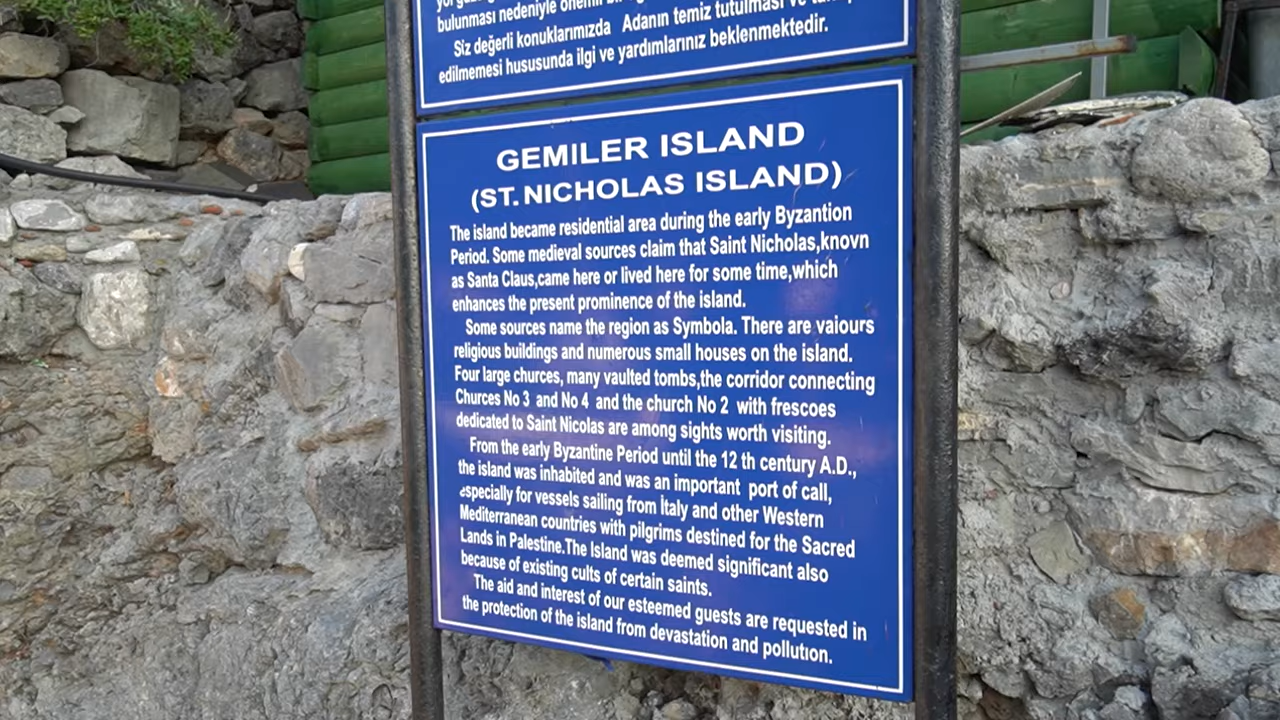 bulunması nedeniyle önemli
Siz değerli konuklarımızda Adanın temiz tutulması ve
edilmemesi hususunda ilgi ve yardımlarınız beklenmektedir.
GEMILER ISLAND
(ST. NICHOLAS ISLAND)
The island became residential area during the early Byzantion
Period. Some medieval sources claim that Saint Nicholas,knovn
as Santa Claus,came here or lived here for some time,which
enhances the present prominence of the island.
Some sources name the region as Symbola. There are vaiours
religious buildings and numerous small houses on the island.
Four large churces, many vaulted tombs,the corridor connecting
Churces No 3 and No 4 and the church No 2 with frescoes
dedicated to Saint Nicolas are among sights worth visiting.
From the early Byzantine Period until the 12 th century A.D.,
the island was inhabited and was an important port of call,
especially for vessels sailing from İtaly and other Western
Mediterranean countries with pilgrims destined for the Sacred
Lands in Palestine.The Island was deemed significant also
because of existing cults of certain saints.
The aid and interest of our esteemed guests are requested in
the protection of the island from devastation and pollutıon.